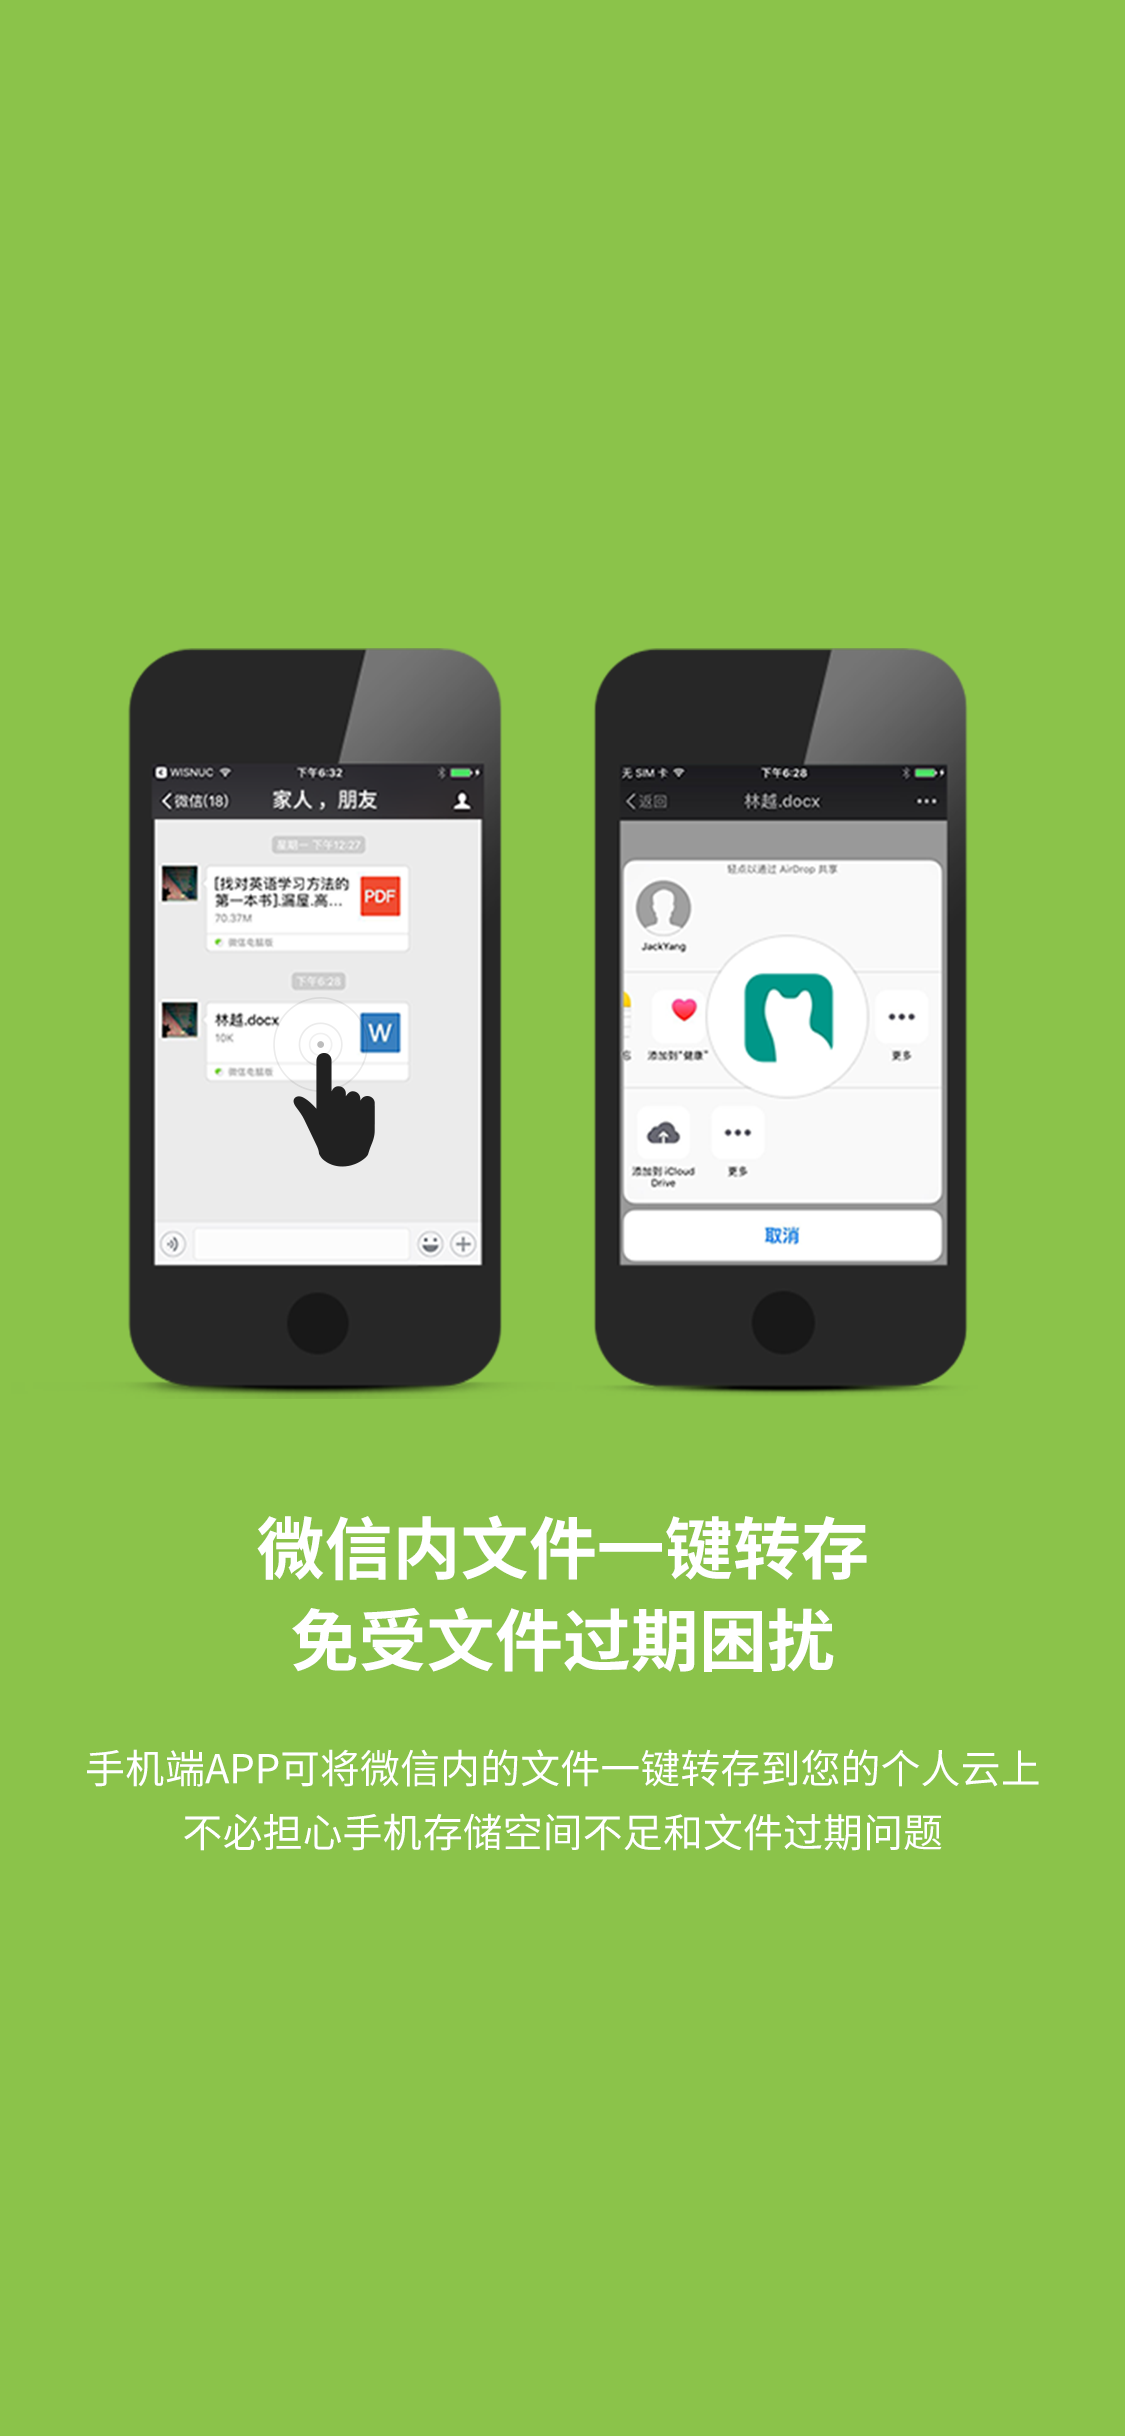 WISNUC
下午6:32
微信(18)
家人，朋友
星期一 下午12:27
[找对英语学习方法的
第一本书].漏屋.高...
PDF
70.37M
微信电脑版
下午6:28
林越.docx
10K
W
微信电脑版
无 SIM 卡
下午6:28
返回
林越.docx
轻点以通过 AirDrop 共享
JackYang
添加到"健康"
更多
添加到 iCloud
Drive
更多
取消
微信内文件一键转存
免受文件过期困扰
手机端APP可将微信内的文件一键转存到您的个人云上
不必担心手机存储空间不足和文件过期问题